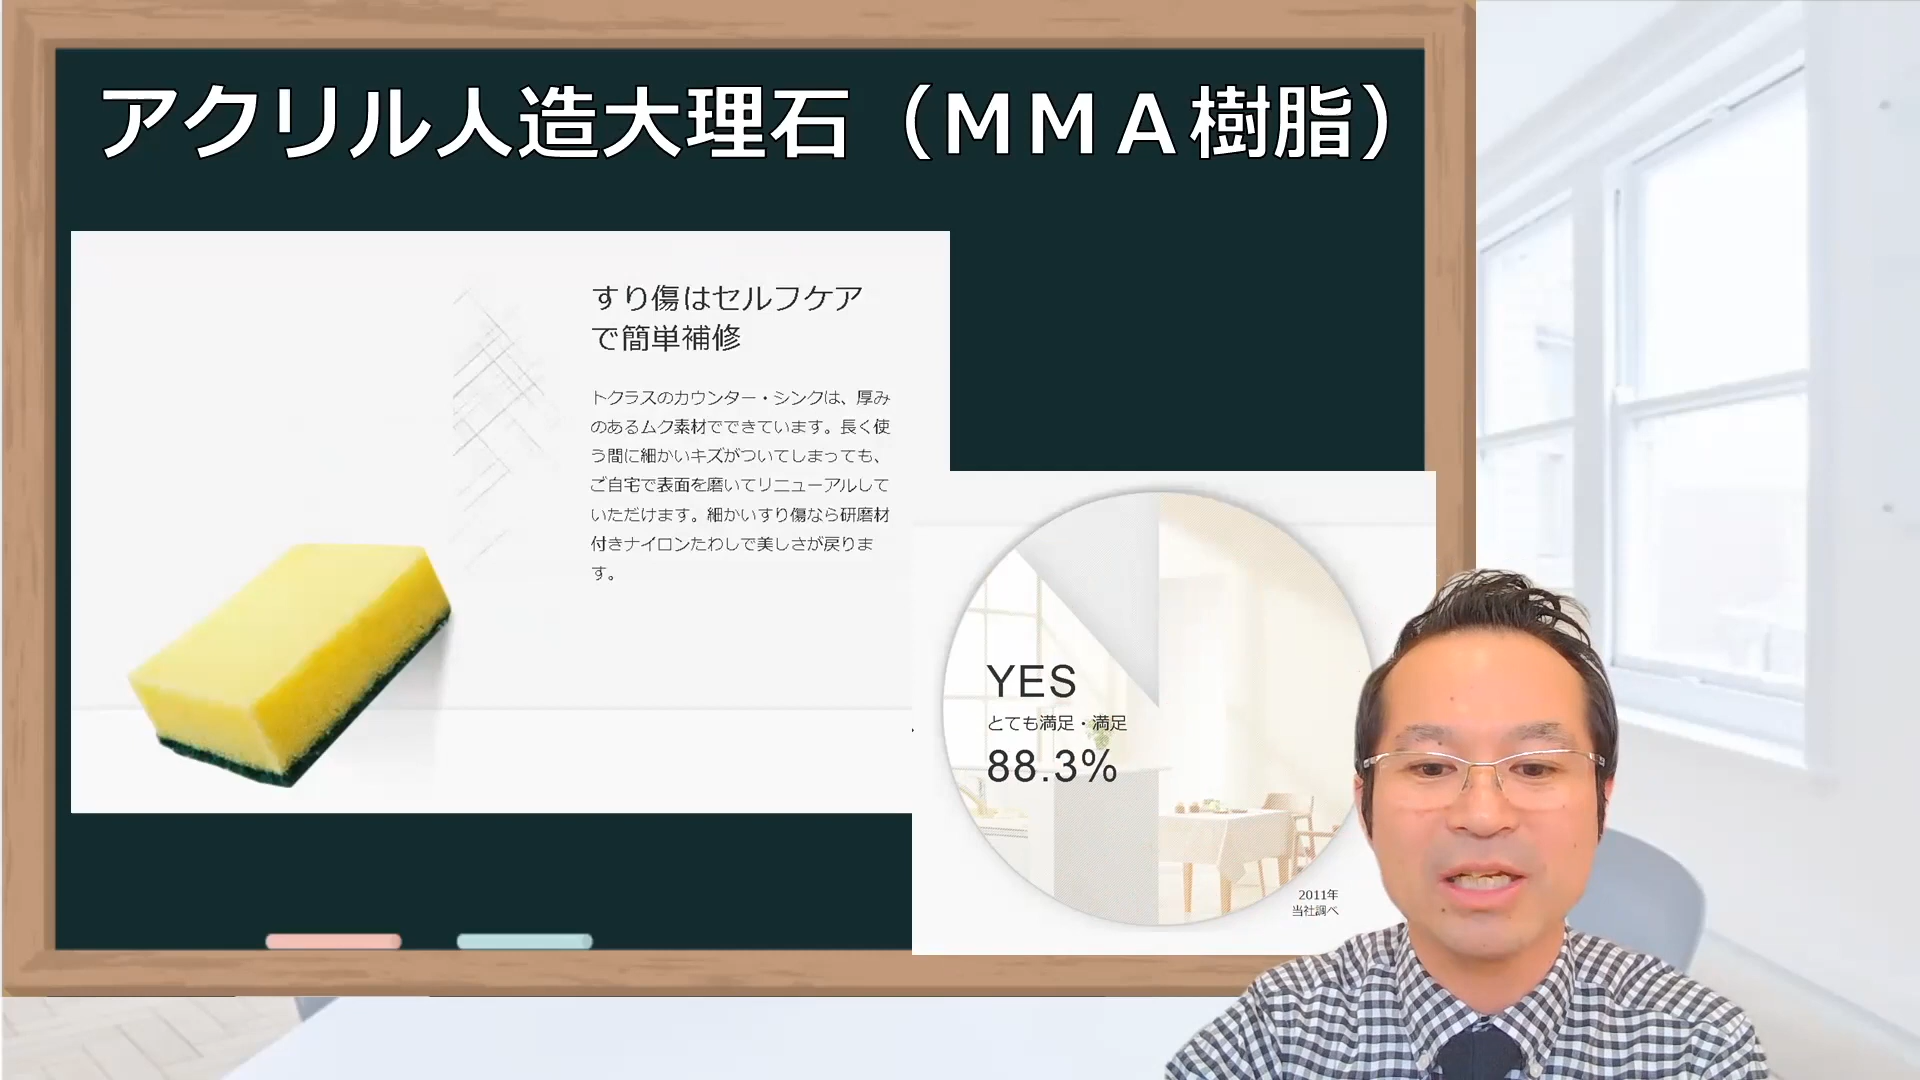 アクリル人造大理石（ＭＭＡ樹脂）
すり傷はセルフケア
で簡単補修
トクラスのカウンター・シンクは、厚み
のあるムク素材でできています。長く使
う間に細かいキズがついてしまっても、
ご自宅で表面を磨いてリニューアルして
いただけます。細かいすり傷なら研磨材
付きナイロンたわしで美しさが戻りま
す。
YES
とても満足・満足
88.3%
2011年
当社調べ